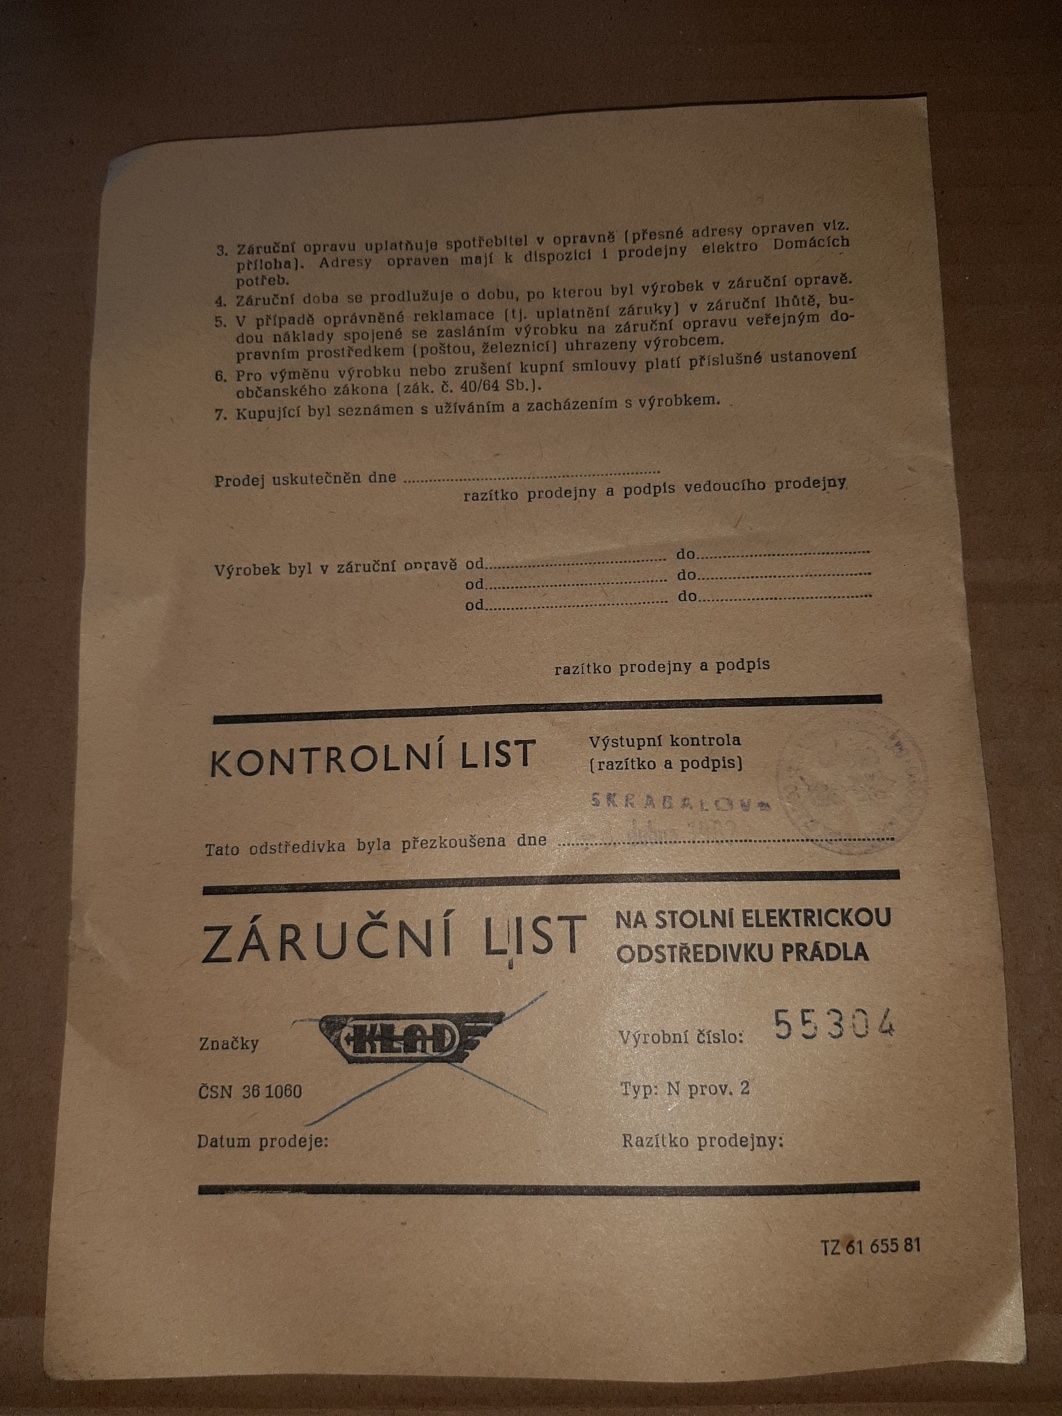 3. Záruční opravu uplatňuje spotřebitel v opravně (přesné adresy opraven viz.
příloha). Adresy opraven mají k dispozici i prodejny elektro Domácích
potřeb.
4. Záruční doba se prodlužuje o dobu, po kterou byl výrobek v záruční opravě.
5. V případě oprávněné reklamace (tj. uplatnění záruky) v záruční lhůtě, bu-
dou náklady spojené se zasláním výrobku na záruční opravu veřejným do-
pravním prostředkem (poštou, železnicí) uhrazeny výrobcem.
6. Pro výměnu výrobku nebo zrušení kupní smlouvy platí příslušné ustanovení
občanského zákona (zák. č. 40/64 Sb.).
7. Kupující byl seznámen s užíváním a zacházením s výrobkem.
Prodej uskutečněn dne
razítko prodejny a podpis vedoucího prodejny
Výrobek byl v záruční opravě od do
od do
od do
razítko prodejny a podpis
KONTROLNÍ LIST
Výstupní kontrola
(razítko a podpis)
SKRABALOVA
Tato odstředivka byla přezkoušena dne
ZÁRUČNÍ LIST
NA STOLNÍ ELEKTRICKOU
ODSTŘEDIVKU PRÁDLA
Značky
KLAD
Výrobní číslo: 55304
ČSN 36 1060
Typ: N prov. 2
Datum prodeje:
Razítko prodejny:
TZ 61 655 81